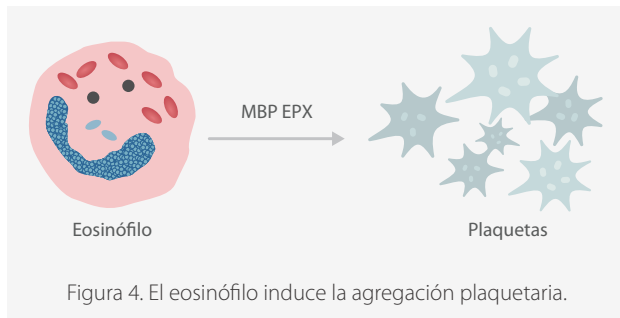 MBP EPX
Eosinófilo
Plaquetas
Figura 4. El eosinófilo induce la agregación plaquetaria.